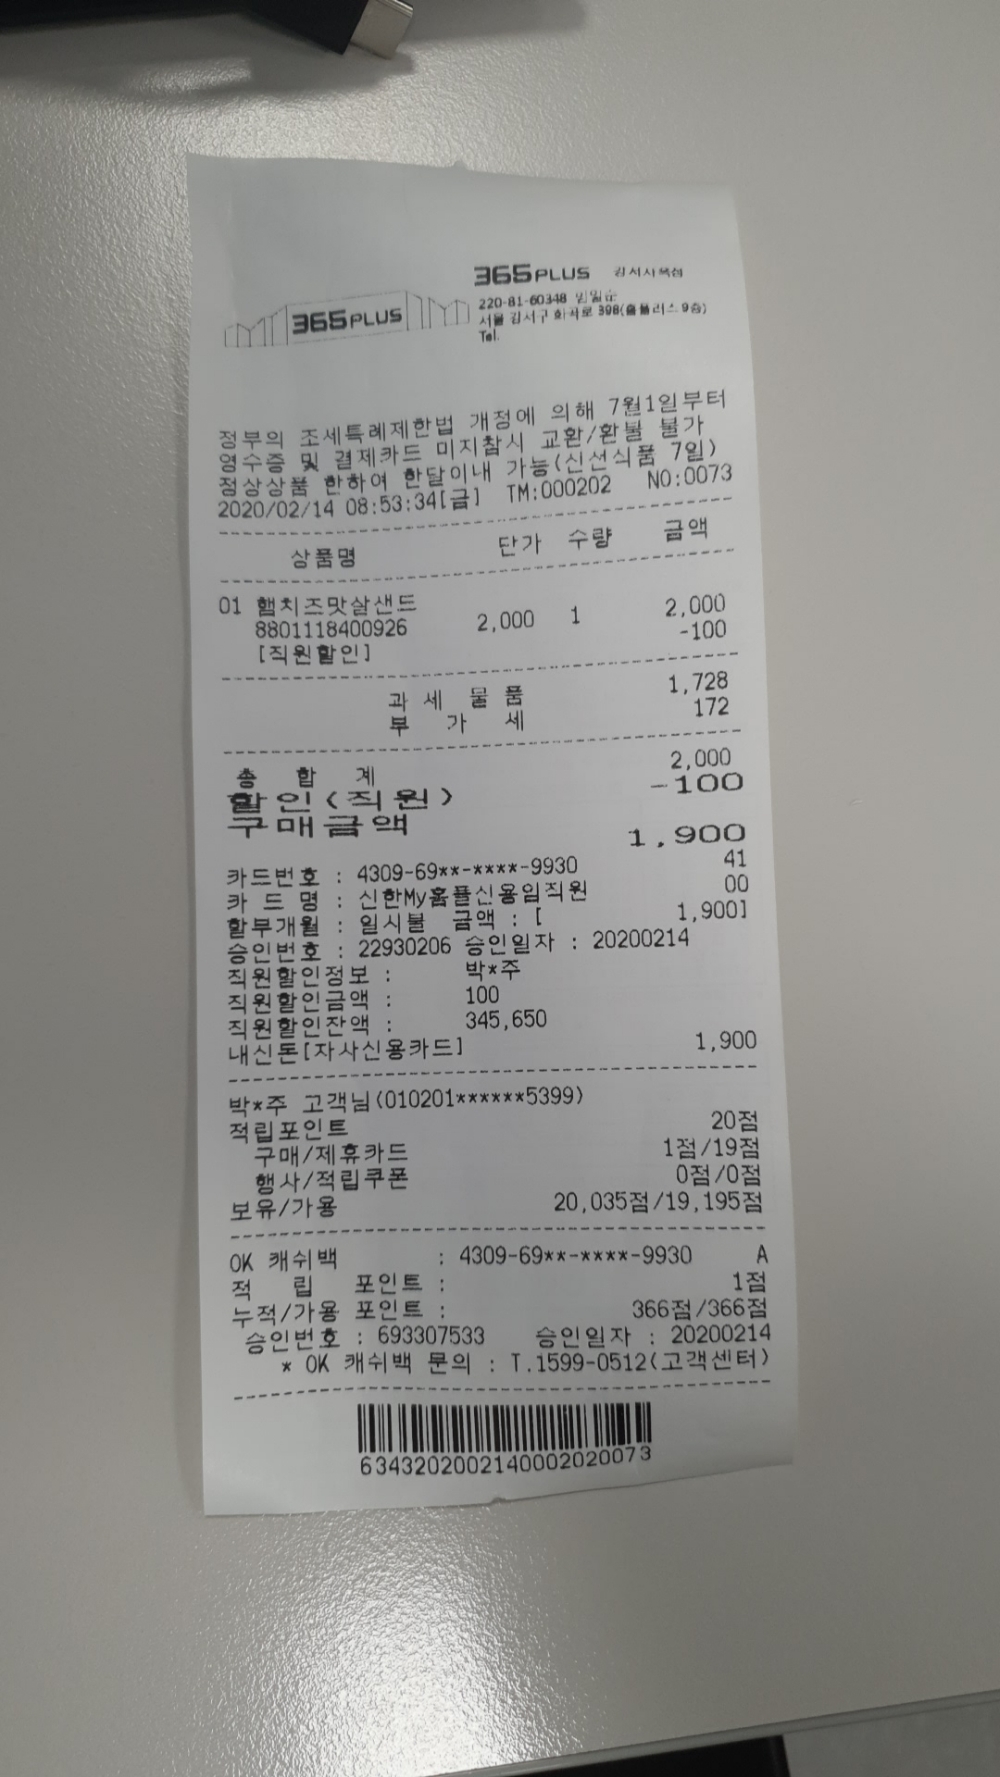 365PLUS
365PLUS 강서사옥점
220-81-60348 임일순
서울 강서구 화곡로 398(홈플러스 9층)
Tel.
정부의 조세특례제한법 개정에 의해 7월1일부터
영수증 및 결제카드 미지참시 교환/환불 불가
정상상품 한하여 한달이내 가능(신선식품 7일)
2020/02/14 08:53:34[금] TM:000202 NO:0073
상품명 단가 수량 금액
01 햄치즈맛살샌드
8801118400926 2,000 1 2,000
[직원할인] -100
과 세 물 품 1,728
부 가 세 172
총 합 계 2,000
할인(직원) -100
구매금액 1,900
카드번호 : 4309-69**-****-9930 41
카 드 명 : 신한My홈플신용임직원 00
할부개월 : 일시불 금액 : [ 1,900]
승인번호 : 22930206 승인일자 : 20200214
직원할인정보 : 박*주
직원할인금액 : 100
직원할인잔액 : 345,650
내신돈[자사신용카드] 1,900
박*주 고객님(010201******5399)
적립포인트 20점
구매/제휴카드 1점/19점
행사/적립쿠폰 0점/0점
보유/가용 20,035점/19,195점
OK 캐쉬백 : 4309-69**-****-9930 A
적 립 포인트 : 1점
누적/가용 포인트 : 366점/366점
승인번호 : 693307533 승인일자 : 20200214
* OK 캐쉬백 문의 : T.1599-0512(고객센터)
6343202002140002020073